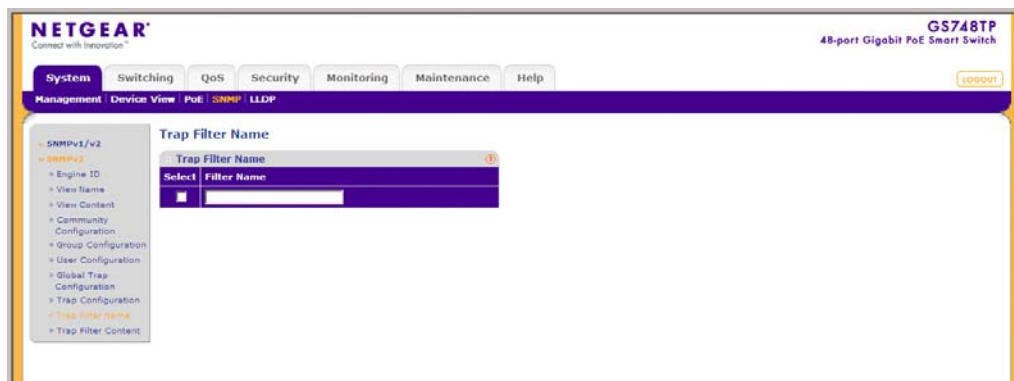 NETGEAR
Connect with Innovation™
GS748TP
48-port Gigabit PoE Smart Switch
System Switching QoS Security Monitoring Maintenance Help
LOGOUT
Management Device View PoE SNMP LLDP
SNMPv1/v2
SNMPv3
Engine ID
View Name
View Content
Community
Configuration
Group Configuration
User Configuration
Global Trap
Configuration
Trap Configuration
Trap Filter Name
Trap Filter Content
Trap Filter Name
Trap Filter Name
Select Filter Name